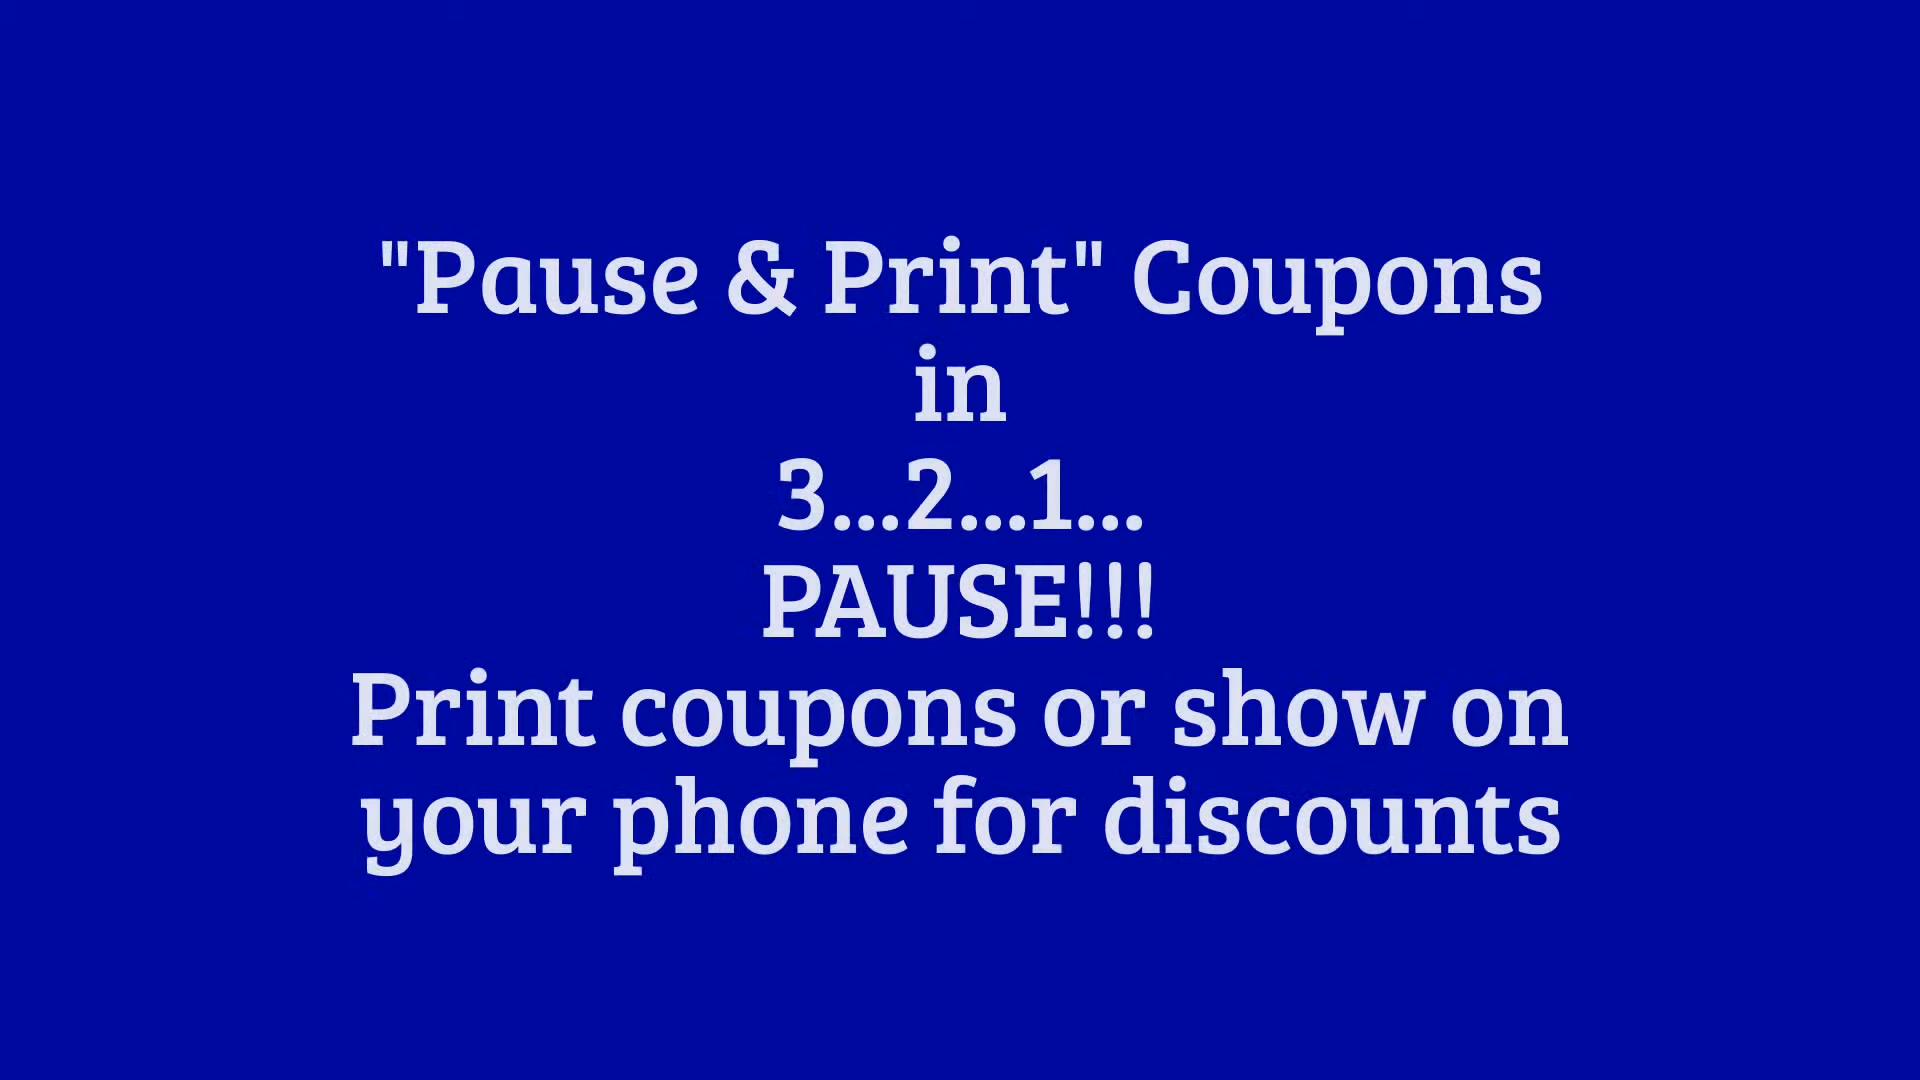 "Pause & Print" Coupons
in
3...2...1...
PAUSE!!!
Print coupons or show on
your phone for discounts